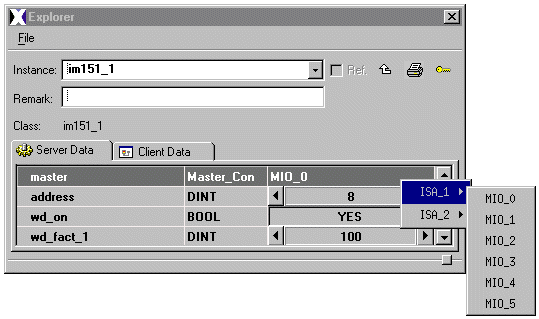 Explorer
File
Instance: im151_1 Ref.
Remark:
Class: im151_1
Server Data Client Data
master Master_Con MIO_0
address DINT 8
wd_on BOOL YES
wd_fact_1 DINT 100
ISA_1
ISA_2
MIO_0
MIO_1
MIO_2
MIO_3
MIO_4
MIO_5